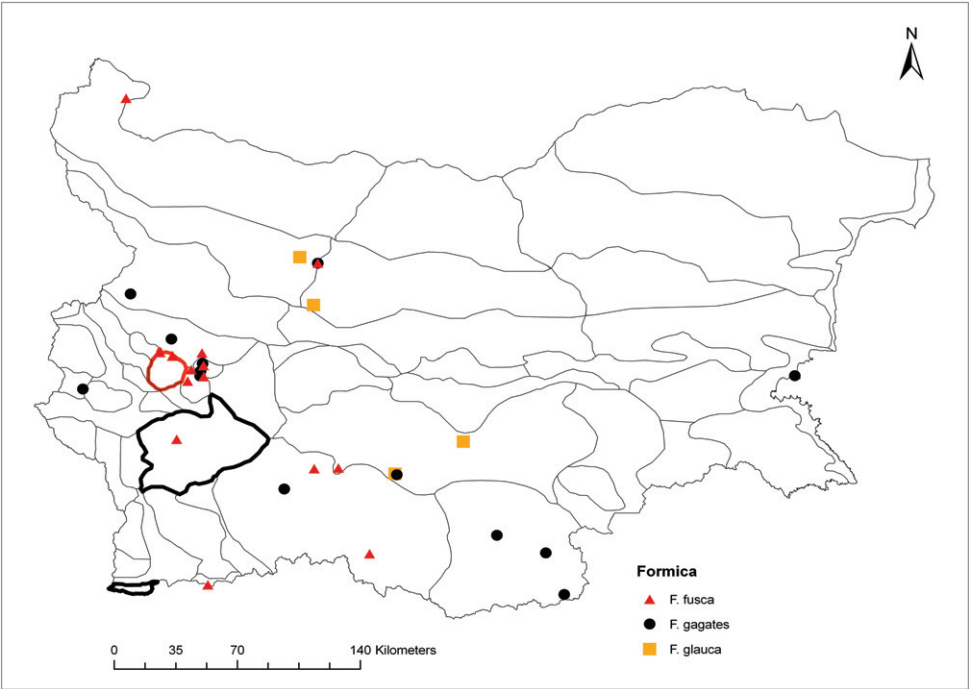 N
Formica
F. fusca
F. gagates
F. glauca
0 35 70 140 Kilometers